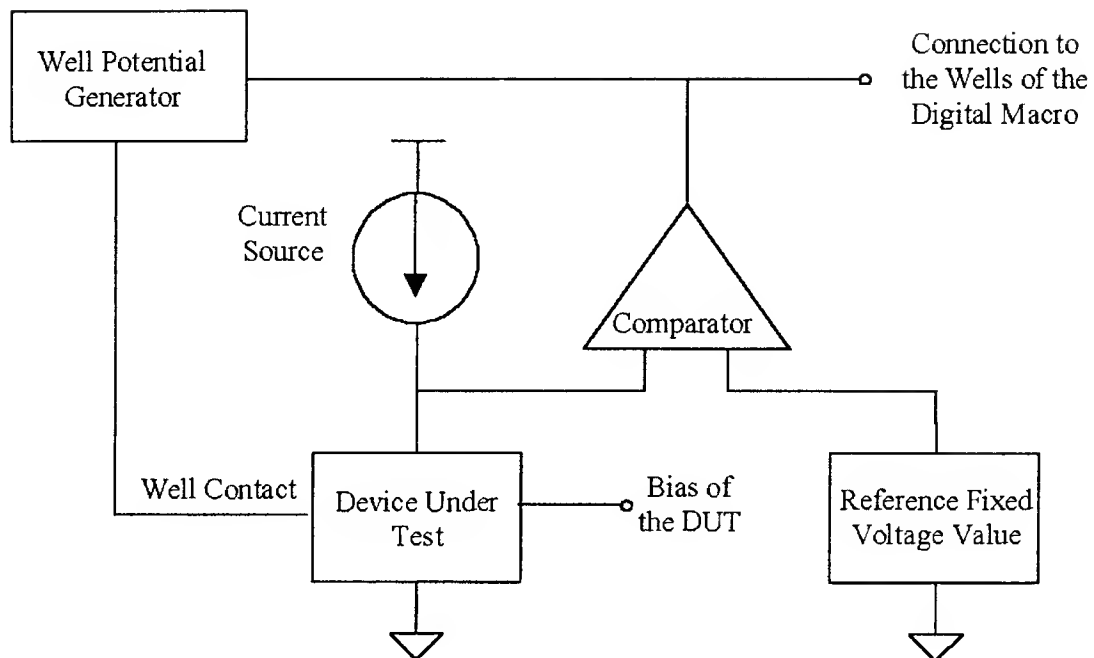 Well Potential
Generator
Connection to
the Wells of the
Digital Macro
Current
Source
Comparator
Well Contact
Device Under
Test
Bias of
the DUT
Reference Fixed
Voltage Value